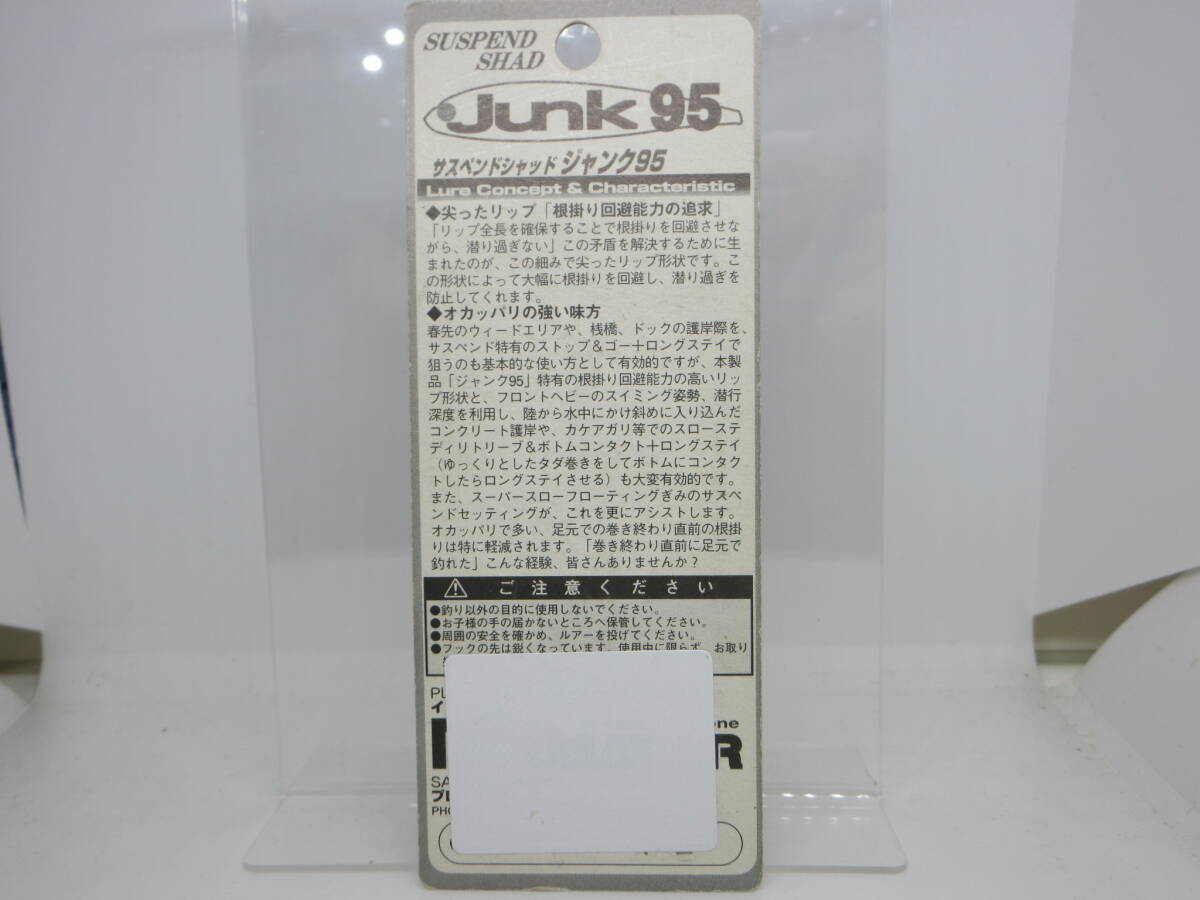 SUSPEND
SHAD
Junk 95
サスペンドシャッド ジャンク95
Lure Concept & Characteristic
◆尖ったリップ「根掛り回避能力の追求」
「リップ全長を確保することで根掛りを回避させな
がら、潜り過ぎない」この矛盾を解決するために生
まれたのが、この細みで尖ったリップ形状です。こ
の形状によって大幅に根掛りを回避し、潜り過ぎを
防止してくれます。
◆オカッパリの強い味方
春先のウィードエリアや、桟橋、ドックの護岸際を、
サスペンド特有のストップ&ゴー+ロングステイで
狙うのも基本的な使い方として有効的ですが、本製
品「ジャンク95」特有の根掛り回避能力の高いリッ
プ形状と、フロントヘビーのスイミング姿勢、潜行
深度を利用し、陸から水中にかけ斜めに入り込んだ
コンクリート護岸や、カケアガリ等でのスローステ
ディリトリーブ&ボトムコンタクト+ロングステイ
(ゆっくりとしたタダ巻きをしてボトムにコンタク
トしたらロングステイさせる)も大変有効的です。
また、スーパースローフローティングぎみのサスペ
ンドセッティングが、これを更にアシストします。
オカッパリで多い、足元での巻き終わり直前の根掛
りは特に軽減されます。「巻き終わり直前に足元で
釣れた」こんな経験、皆さんありませんか?
ご注意ください
●釣り以外の目的に使用しないでください。
●お子様の手の届かないところへ保管してください。
●周囲の安全を確かめ、ルアーを投げてください。
●フックの先は鋭くなっています。使用中に限らず、お取り
PL
イ
one
R
SA
プレ
PHO